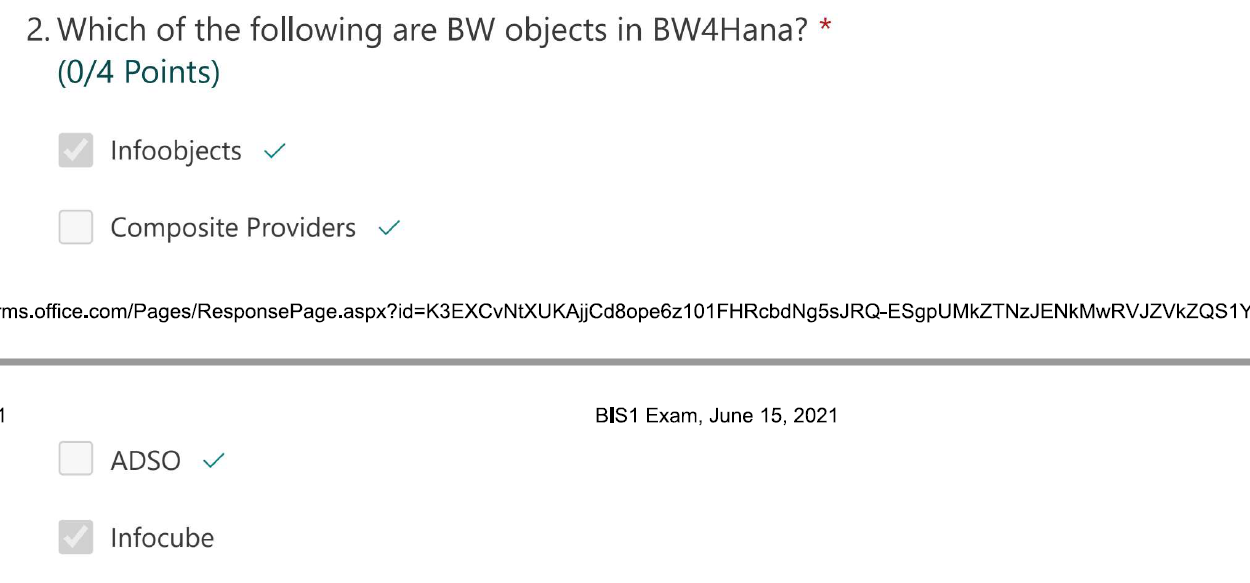 2. Which of the following are BW objects in BW4Hana? *
(0/4 Points)
Infoobjects
Composite Providers
rms.office.com/Pages/ResponsePage.aspx?id=K3EXCvNtXUKAjjCd8ope6z101FHRcbdNg5sJRQ-ESgpUMkZTNzJENkMwRVJZVkZQS1Y
1
BIS1 Exam, June 15, 2021
ADSO
Infocube